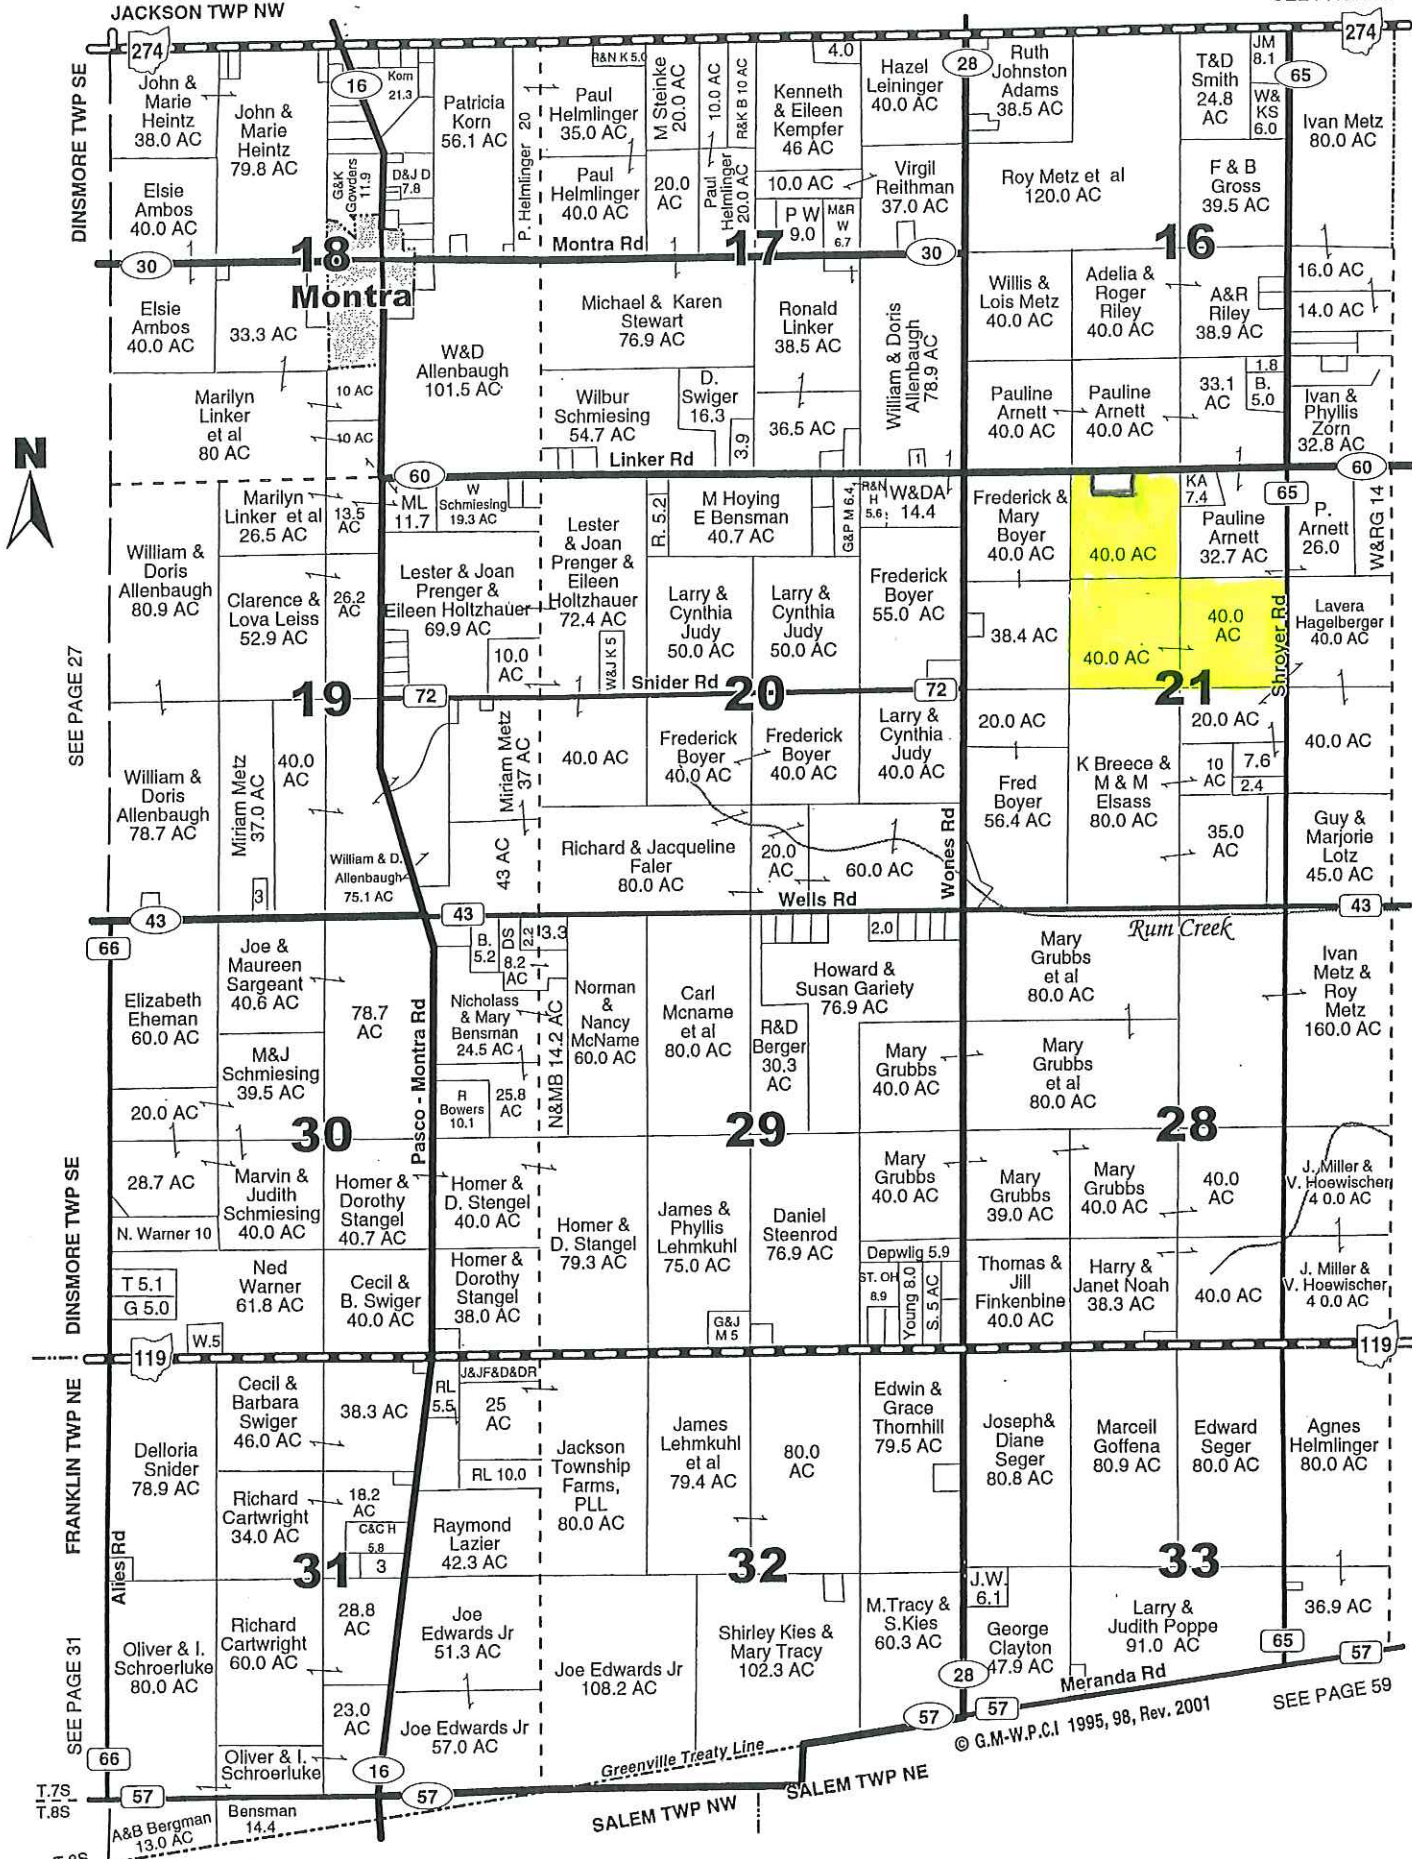 JACKSON TWP NW
274
274
DINSMORE TWP SE
John &
Marie
Heintz
38.0 AC
John &
Marie
Heintz
79.8 AC
16
Korn
21.3
Patricia
Korn
56.1 AC
P. Helmlinger 20
R&N K 5.0
Paul
Helmlinger
35.0 AC
M Steinke
20.0 AC
10.0 AC
R&K B 10 AC
4.0
Kenneth
& Eileen
Kempfer
46 AC
Hazel
Leininger
40.0 AC
28
Ruth
Johnston
Adams
38.5 AC
T&D
Smith
24.8
AC
JM
8.1
W&
KS
6.0
65
Ivan Metz
80.0 AC
Elsie
Ambos
40.0 AC
G&K
Gowders
11.9
D&J D
7.8
2.4
Paul
Helmlinger
40.0 AC
20.0
AC
Paul
Helmlinger
20.0 AC
10.0 AC
P W
9.0
M&R
W
6.7
Virgil
Reithman
37.0 AC
Roy Metz et al
120.0 AC
F & B
Gross
39.5 AC
30
18
Montra Rd
17
30
16
Montra
Elsie
Ambos
40.0 AC
33.3 AC
W&D
Allenbaugh
101.5 AC
Michael & Karen
Stewart
76.9 AC
Ronald
Linker
38.5 AC
William & Doris
Allenbaugh
78.9 AC
Willis &
Lois Metz
40.0 AC
Adelia &
Roger
Riley
40.0 AC
A&R
Riley
38.9 AC
16.0 AC
14.0 AC
Marilyn
Linker
et al
80 AC
10 AC
10 AC
Wilbur
Schmiesing
54.7 AC
D.
Swiger
16.3
3.9
36.5 AC
1
Pauline
Arnett
40.0 AC
Pauline
Arnett
40.0 AC
33.1
AC
1.8
B.
5.0
Ivan &
Phyllis
Zorn
32.8 AC
N
60
Linker Rd
60
Marilyn
Linker et al
26.5 AC
13.5
AC
ML
11.7
W
Schmiesing
19.3 AC
Lester
& Joan
Prenger &
Eileen
Holtzhauer
72.4 AC
R. 5.2
M Hoying
E Bensman
40.7 AC
G&P M 6.4
R&N
H
5.6
W&DA
14.4
Frederick &
Mary
Boyer
40.0 AC
40.0 AC
KA
7.4
Pauline
Arnett
32.7 AC
65
P.
Arnett
26.0
W&RG 14
William &
Doris
Allenbaugh
80.9 AC
Clarence &
Lova Leiss
52.9 AC
26.2
AC
Lester & Joan
Prenger &
Eileen Holtzhauer
69.9 AC
10.0
AC
W&J K 5
Larry &
Cynthia
Judy
50.0 AC
Larry &
Cynthia
Judy
50.0 AC
Frederick
Boyer
55.0 AC
38.4 AC
40.0 AC
40.0
AC
Shroyer Rd
Lavera
Hagelberger
40.0 AC
SEE PAGE 27
19
72
Snider Rd
20
72
21
William &
Doris
Allenbaugh
78.7 AC
Miriam Metz
37.0 AC
40.0
AC
3
William & D.
Allenbaugh
75.1 AC
Miriam Metz
37 AC
43 AC
40.0 AC
Frederick
Boyer
40.0 AC
Frederick
Boyer
40.0 AC
Larry &
Cynthia
Judy
40.0 AC
20.0 AC
Fred
Boyer
56.4 AC
K Breece &
M & M
Elsass
80.0 AC
20.0 AC
10
AC
7.6
2.4
35.0
AC
40.0 AC
Guy &
Marjorie
Lotz
45.0 AC
Richard & Jacqueline
Faler
80.0 AC
20.0
AC
60.0 AC
Wones Rd
43
43
Wells Rd
43
66
Rum Creek
Elizabeth
Eheman
60.0 AC
Joe &
Maureen
Sargeant
40.6 AC
78.7
AC
Pasco - Montra Rd
B.
5.2
DS
8.2
AC
2.2
3.3
Nicholass
& Mary
Bensman
24.5 AC
N&MB 14.2 AC
Norman
&
Nancy
McName
60.0 AC
Carl
Mcname
et al
80.0 AC
2.0
Howard &
Susan Gariety
76.9 AC
R&D
Berger
30.3
AC
Mary
Grubbs
40.0 AC
Mary
Grubbs
et al
80.0 AC
Mary
Grubbs
et al
80.0 AC
Ivan
Metz &
Roy
Metz
160.0 AC
20.0 AC
M&J
Schmiesing
39.5 AC
R
Bowers
10.1
25.8
AC
30
29
28
DINSMORE TWP SE
28.7 AC
N. Warner 10
Marvin &
Judith
Schmiesing
40.0 AC
Homer &
Dorothy
Stangel
40.7 AC
Homer &
D. Stengel
40.0 AC
Homer &
D. Stangel
79.3 AC
James &
Phyllis
Lehmkuhl
75.0 AC
Daniel
Steenrod
76.9 AC
Mary
Grubbs
40.0 AC
Mary
Grubbs
39.0 AC
Mary
Grubbs
40.0 AC
40.0
AC
J. Miller &
V. Hoewischer
4 0.0 AC
T 5.1
G 5.0
W.5
Ned
Warner
61.8 AC
Cecil &
B. Swiger
40.0 AC
Homer &
Dorothy
Stangel
38.0 AC
G&J
M 5
Depwlig 5.9
ST. OH
8.9
Young 8.0
S. 5 AC
Thomas &
Jill
Finkenbine
40.0 AC
Harry &
Janet Noah
38.3 AC
40.0 AC
J. Miller &
V. Hoewischer
4 0.0 AC
119
119
FRANKLIN TWP NE
Delloria
Snider
78.9 AC
Cecil &
Barbara
Swiger
46.0 AC
38.3 AC
RL
5.5
J&JF&D&DR
25
AC
RL 10.0
Jackson
Township
Farms,
PLL
80.0 AC
James
Lehmkuhl
et al
79.4 AC
80.0
AC
Edwin &
Grace
Thomhill
79.5 AC
Joseph&
Diane
Seger
80.8 AC
Marceil
Goffena
80.9 AC
Edward
Seger
80.0 AC
Agnes
Helmlinger
80.0 AC
Alies Rd
Richard
Cartwright
34.0 AC
18.2
AC
C&C H
5.8
3
Raymond
Lazier
42.3 AC
31
32
33
SEE PAGE 31
Oliver & I.
Schroerluke
80.0 AC
Richard
Cartwright
60.0 AC
28.8
AC
Joe
Edwards Jr
51.3 AC
Joe Edwards Jr
108.2 AC
Shirley Kies &
Mary Tracy
102.3 AC
M.Tracy &
S.Kies
60.3 AC
J.W.
6.1
George
Clayton
47.9 AC
Larry &
Judith Poppe
91.0 AC
65
36.9 AC
57
28
Meranda Rd
23.0
AC
Joe Edwards Jr
57.0 AC
57
57
SEE PAGE 59
© G.M-W.P.C.I 1995, 98, Rev. 2001
66
Oliver & I.
Schroerluke
16
Greenville Treaty Line
T.7S
T.8S
57
57
SALEM TWP NW
SALEM TWP NE
A&B Bergman
13.0 AC
Bensman
14.4